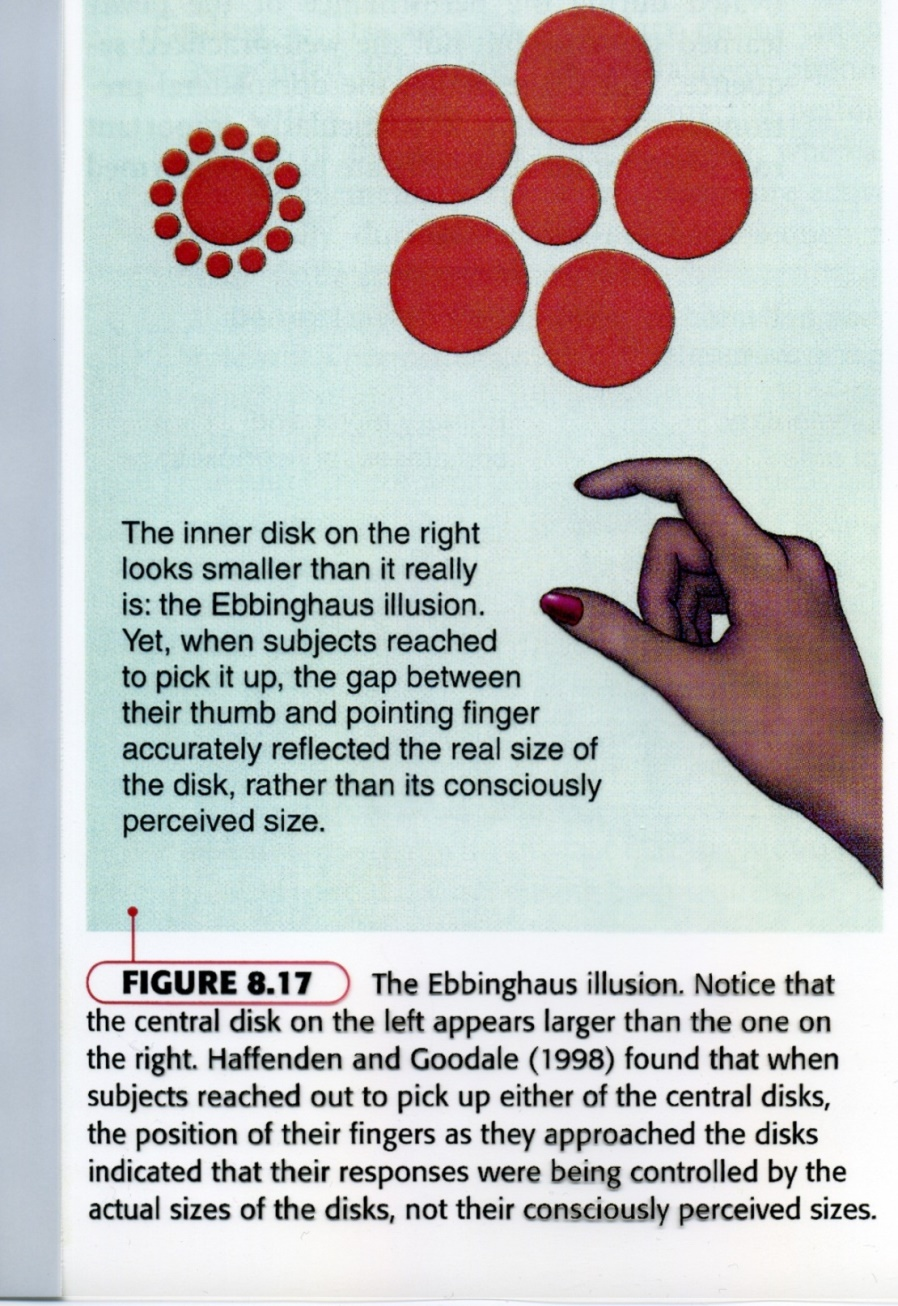 The inner disk on the right
looks smaller than it really
is: the Ebbinghaus illusion.
Yet, when subjects reached
to pick it up, the gap between
their thumb and pointing finger
accurately reflected the real size of
the disk, rather than its consciously
perceived size.
FIGURE 8.17 The Ebbinghaus illusion. Notice that
the central disk on the left appears larger than the one on
the right. Haffenden and Goodale (1998) found that when
subjects reached out to pick up either of the central disks,
the position of their fingers as they approached the disks
indicated that their responses were being controlled by the
actual sizes of the disks, not their consciously perceived sizes.